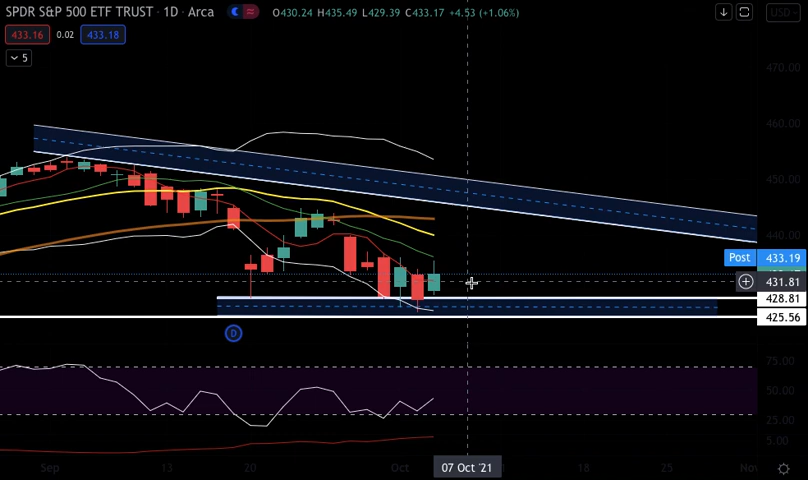 SPDR S&P 500 ETF TRUST · 1D · Arca O430.24 H435.49 L429.39 C433.17 +4.53 (+1.06%) USD
433.16 0.02 433.18
5
470.00
460.00
450.00
440.00
Post 433.19
431.81
428.81
425.56
D
75.00
50.00
25.00
5.00
Sep 13 20 Oct 07 Oct '21 18 25 Nov